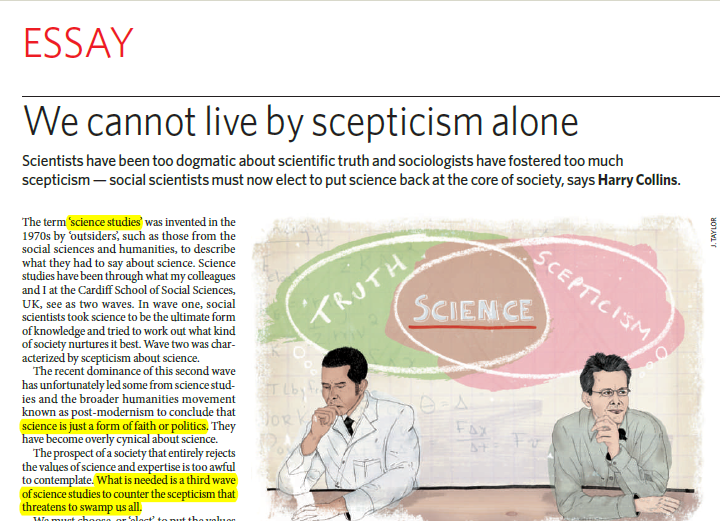 ESSAY
We cannot live by scepticism alone
Scientists have been too dogmatic about scientific truth and sociologists have fostered too much
scepticism — social scientists must now elect to put science back at the core of society, says Harry Collins.
The term 'science studies' was invented in the
1970s by 'outsiders', such as those from the
social sciences and humanities, to describe
what they had to say about science. Science
studies have been through what my colleagues
and I at the Cardiff School of Social Sciences,
UK, see as two waves. In wave one, social
scientists took science to be the ultimate form
of knowledge and tried to work out what kind
of society nurtures it best. Wave two was char-
acterized by scepticism about science.
The recent dominance of this second wave
has unfortunately led some from science stud-
ies and the broader humanities movement
known as post-modernism to conclude that
science is just a form of faith or politics. They
have become overly cynical about science.
The prospect of a society that entirely rejects
the values of science and expertise is too awful
to contemplate. What is needed is a third wave
of science studies to counter the scepticism that
threatens to swamp us all.
We must choose, or 'elect' to put the values
TRUTH
SCIENCE
SCEPTICISM
J. TAYLOR